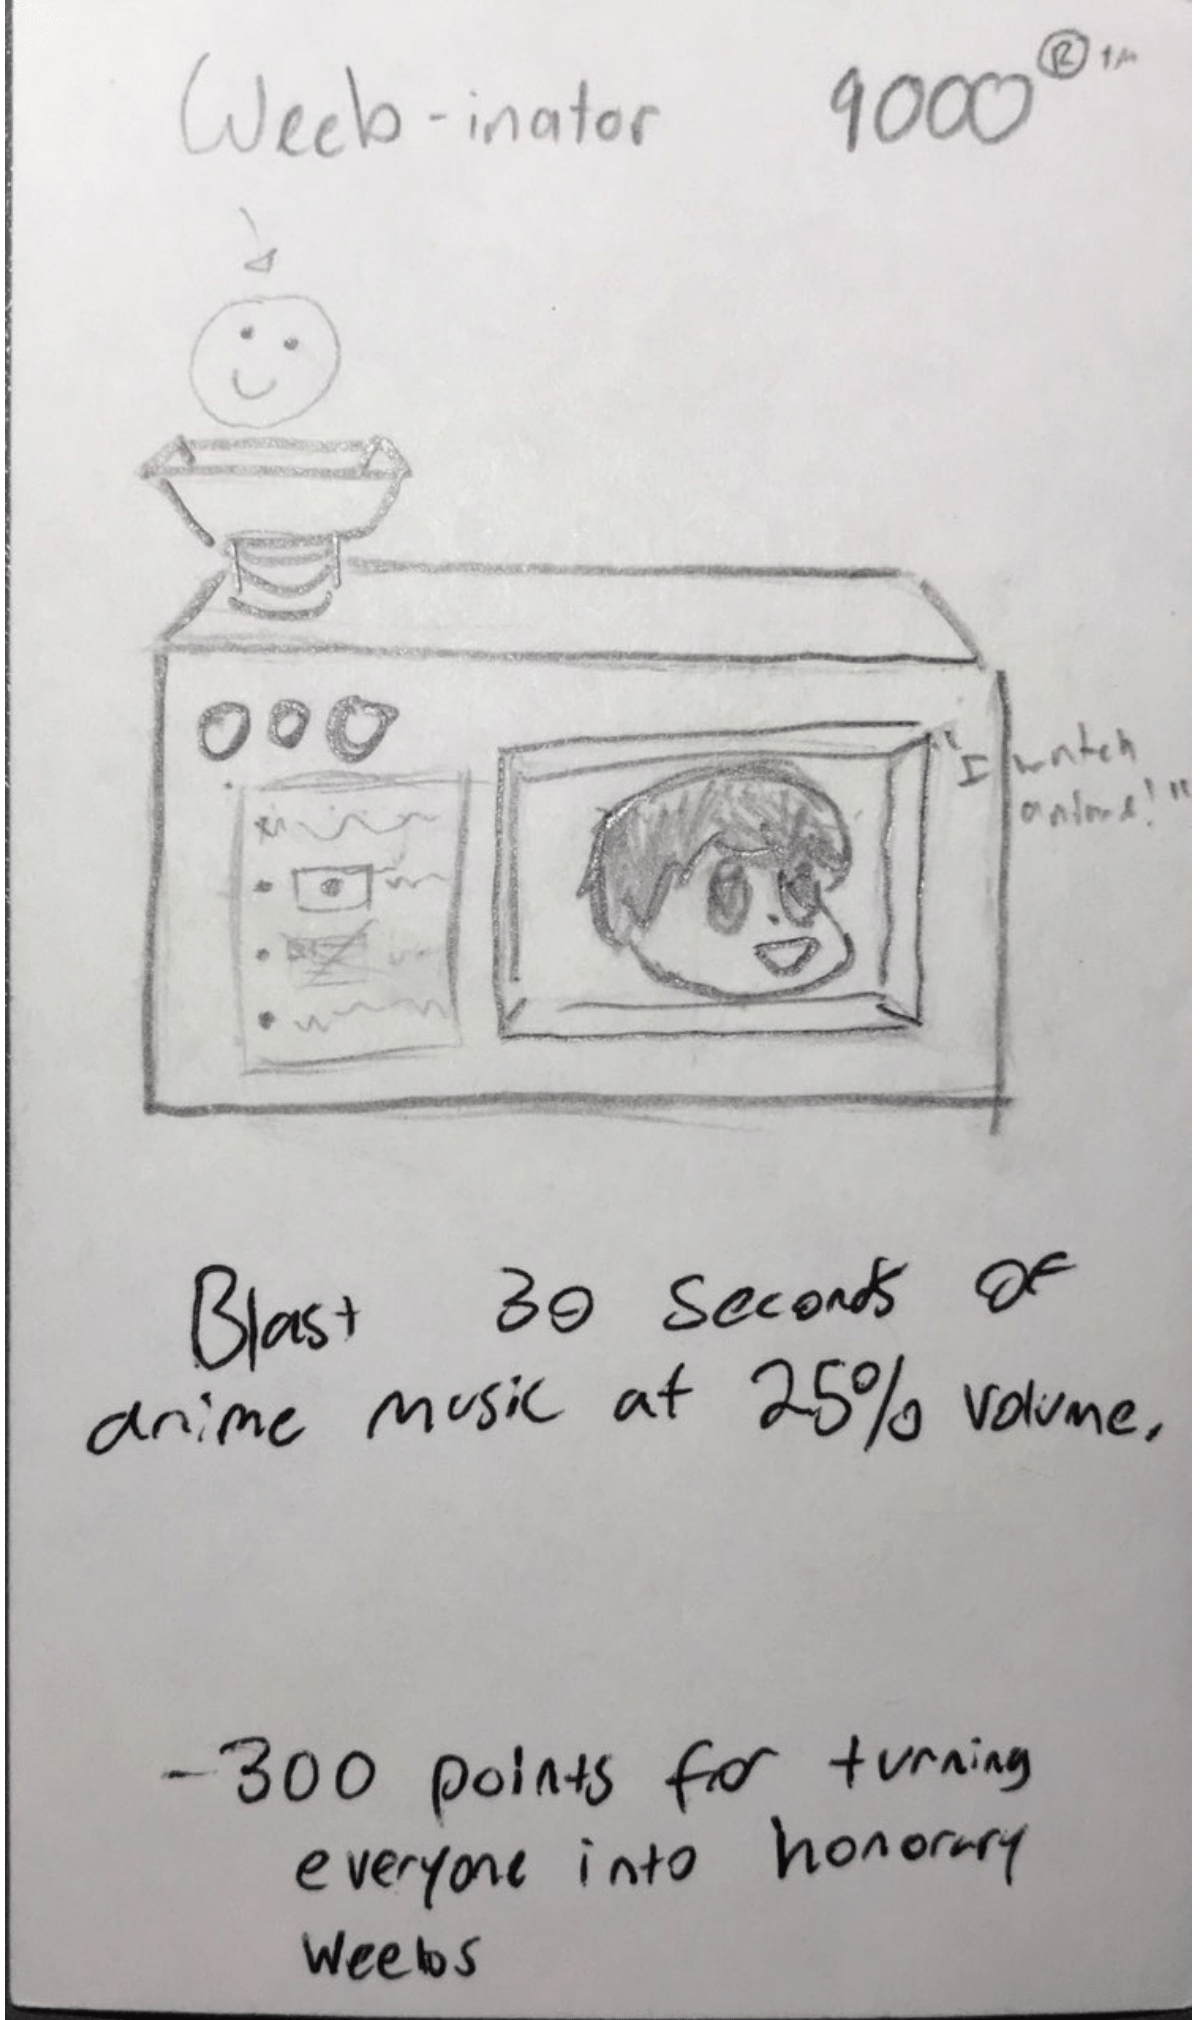 Weeb-inator 9000® ™
"I watch
anime!"
Blast 30 seconds of
anime music at 25% volume.
-300 points for turning
everyone into honorary
weebs